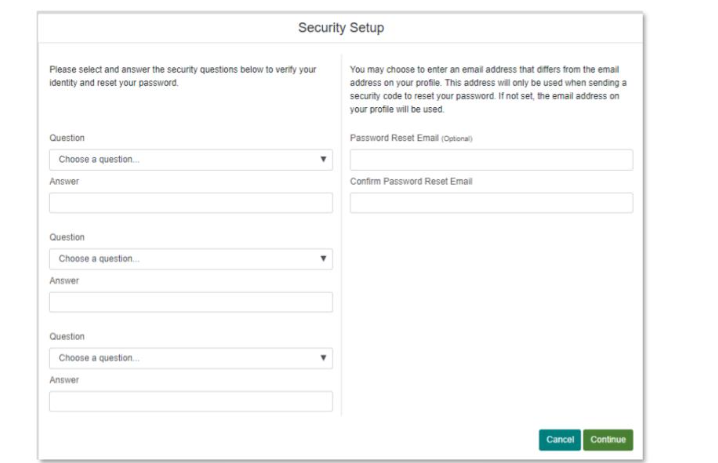 Security Setup
Please select and answer the security questions below to verify your
identity and reset your password.
Question
Choose a question...
Answer
Question
Choose a question...
Answer
Question
Choose a question...
Answer
You may choose to enter an email address that differs from the email
address on your profile. This address will only be used when sending a
security code to reset your password. If not set, the email address on
your profile will be used.
Password Reset Email (Optional)
Confirm Password Reset Email
Cancel
Continue